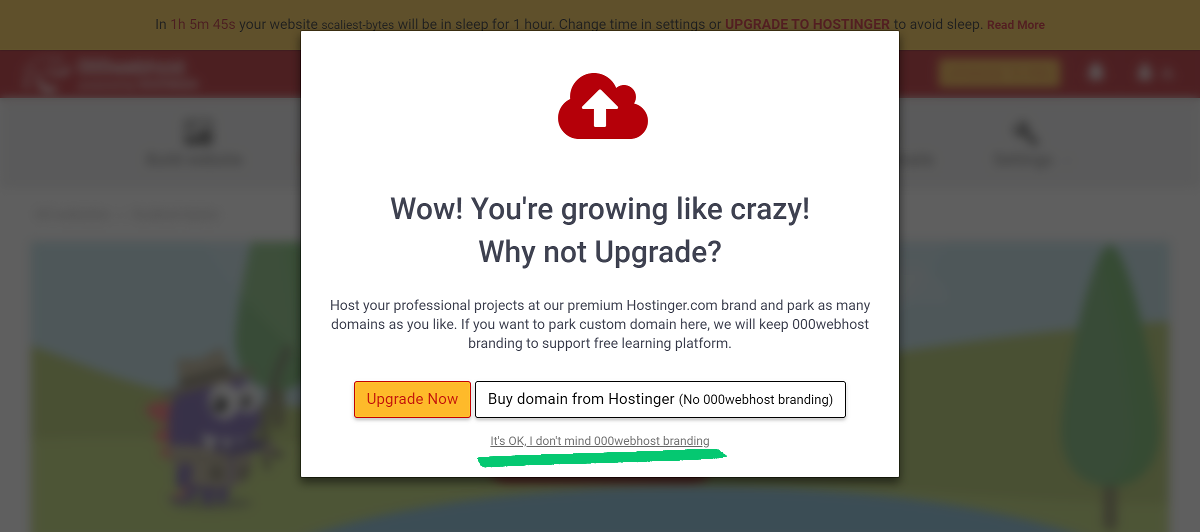 In 1h 5m 45s your website scaliest-bytes will be in sleep for 1 hour. Change time in settings or UPGRADE TO HOSTINGER to avoid sleep. Read More
Wow! You're growing like crazy!
Why not Upgrade?
Host your professional projects at our premium Hostinger.com brand and park as many
domains as you like. If you want to park custom domain here, we will keep 000webhost
branding to support free learning platform.
Upgrade Now Buy domain from Hostinger (No 000webhost branding)
It's OK, I don't mind 000webhost branding